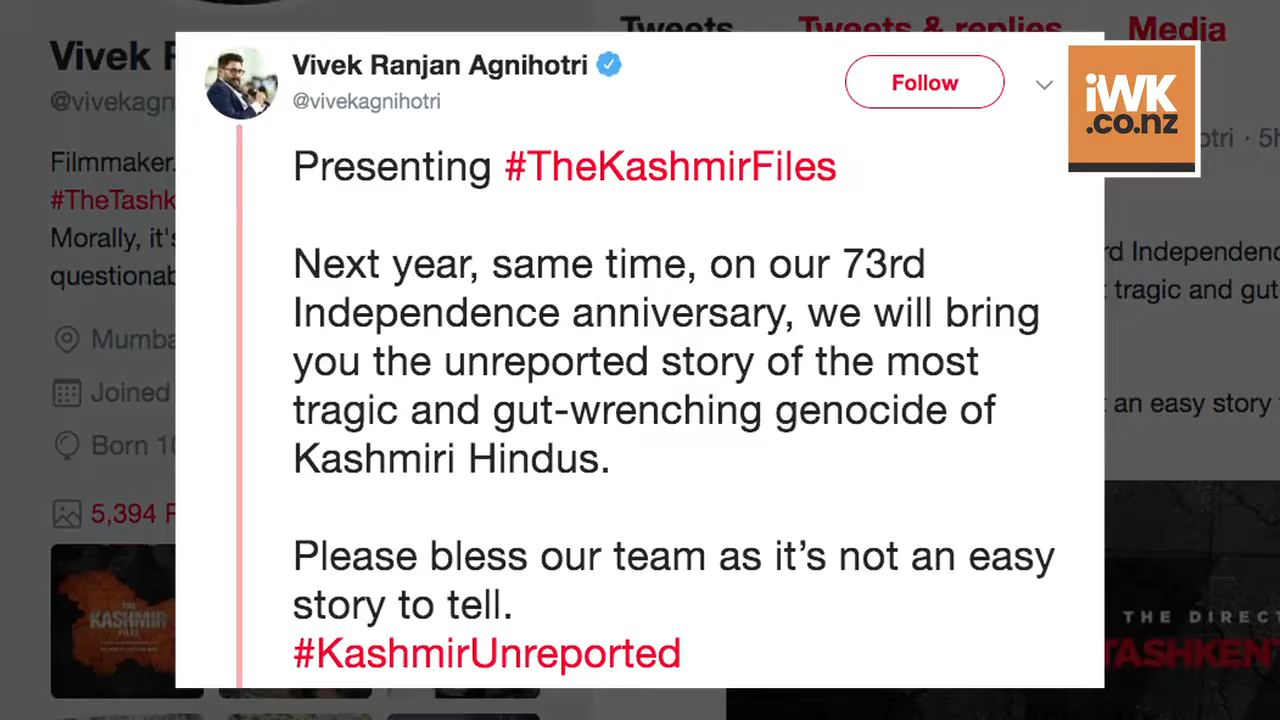 Tweets Tweets & replies Media
Vivek
@vivekagn
Filmmaker.
#TheTashk
Morally, it's
questionab
Mumba
Joined
Born
5,394
THE
KASHMIR
FILES
Vivek Ranjan Agnihotri
@vivekagnihotri
Follow
iWK
.co.nz
Presenting #TheKashmirFiles
Next year, same time, on our 73rd
Independence anniversary, we will bring
you the unreported story of the most
tragic and gut-wrenching genocide of
Kashmiri Hindus.
Please bless our team as it’s not an easy
story to tell.
#KashmirUnreported
otri · 5h
rd Independenc
tragic and gut
an easy story
THE DIRECT
TASHKEN